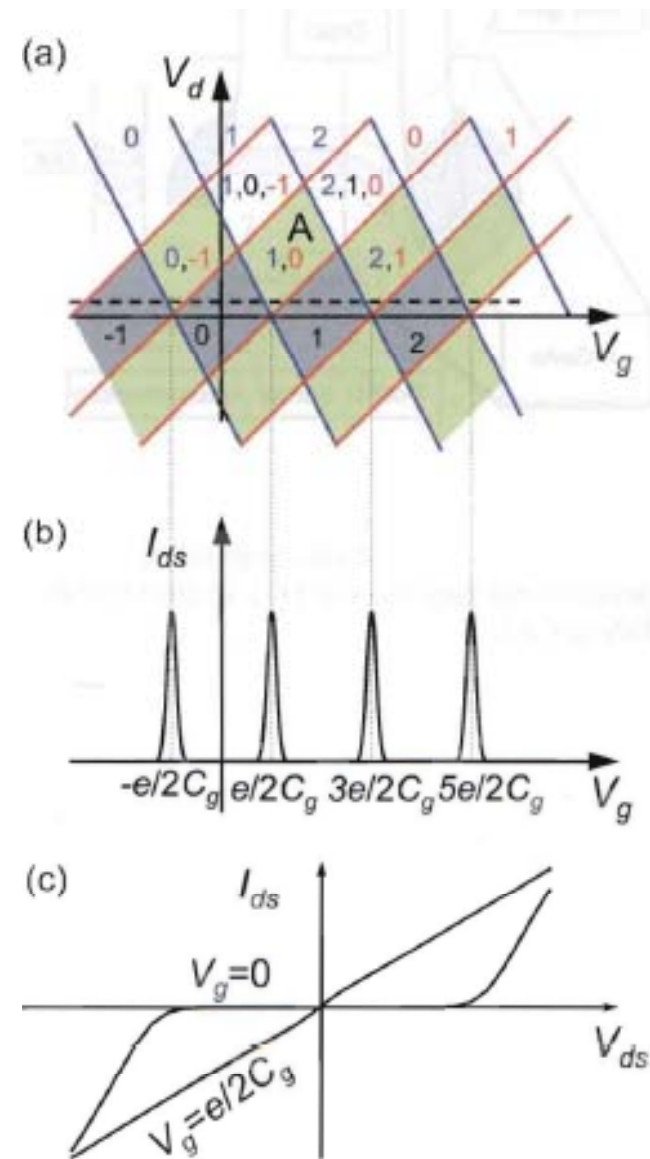 (a)
V_d
0 1 2 0 1
1,0,-1 2,1,0
A
0,-1 1,0 2,1
-1 0 1 2
V_g
(b)
I_ds
-e/2C_g e/2C_g 3e/2C_g 5e/2C_g
V_g
(c)
I_ds
V_g=0
V_ds
V_g=e/2C_g